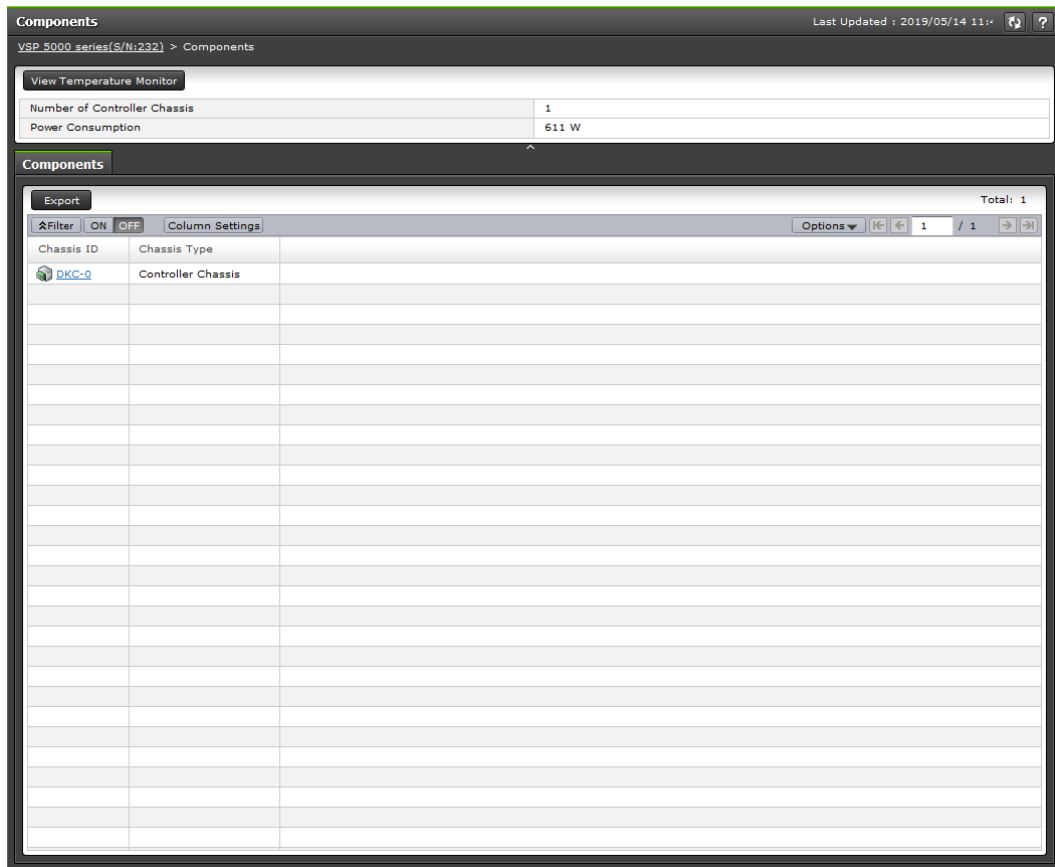 Components Last Updated : 2019/05/14 11:4 ?
VSP 5000 series(S/N:232) > Components
View Temperature Monitor
Number of Controller Chassis 1
Power Consumption 611 W
Components
Export Total: 1
Filter ON OFF Column Settings Options 1 / 1
Chassis ID Chassis Type
DKC-0 Controller Chassis